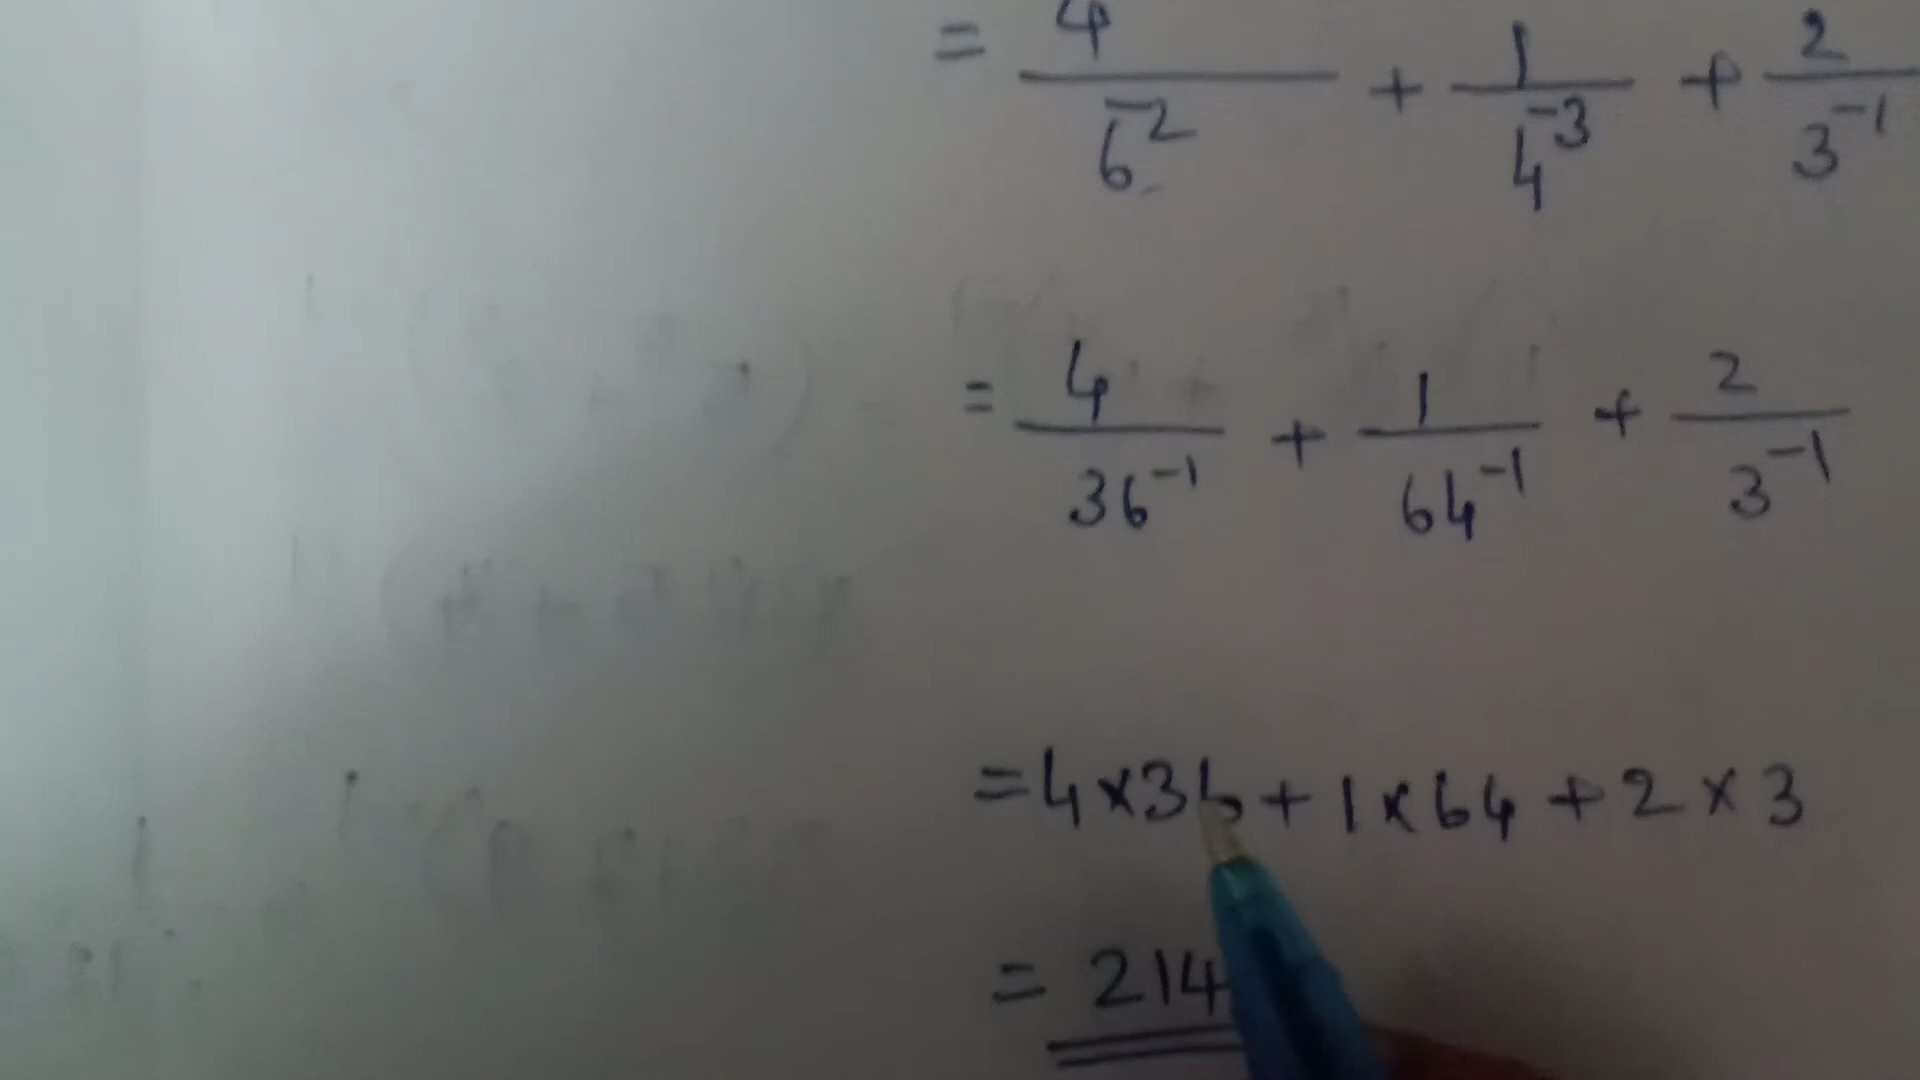 = 4/6^-2 + 1/4^-3 + 2/3^-1
= 4/36^-1 + 1/64^-1 + 2/3^-1
= 4 × 36 + 1 × 64 + 2 × 3
= 214